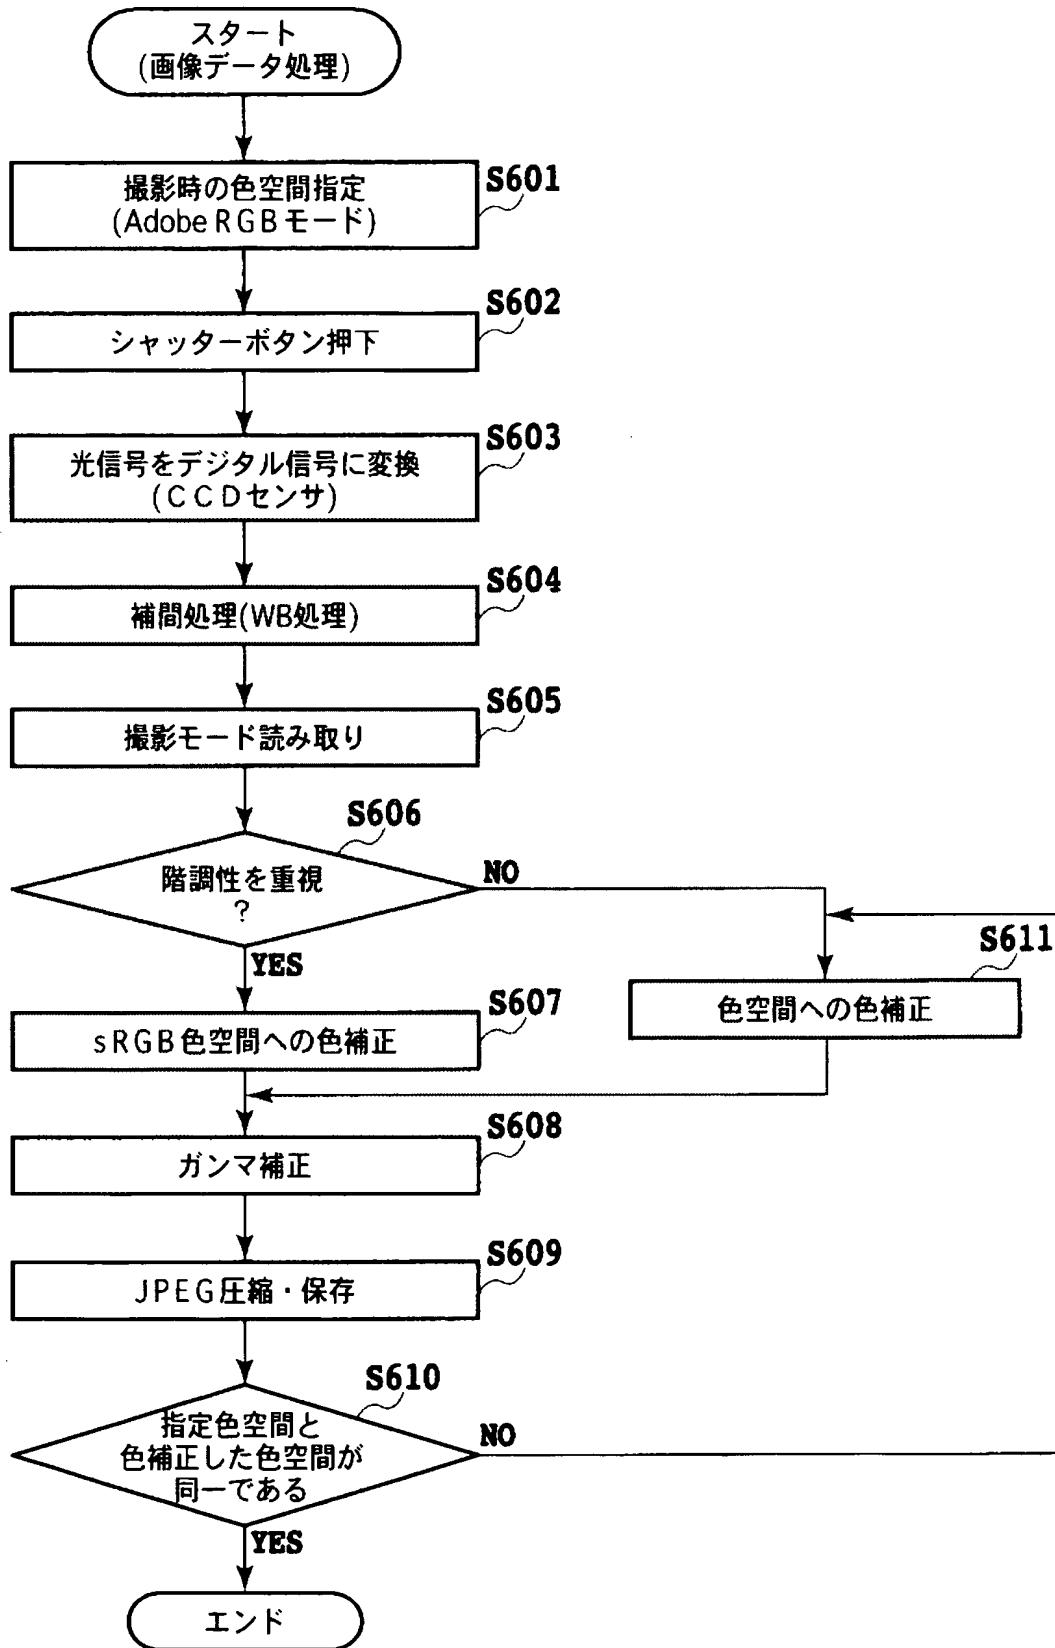 スタート
(画像データ処理)
S601
撮影時の色空間指定
(Adobe RGBモード)
S602
シャッターボタン押下
S603
光信号をデジタル信号に変換
(CCDセンサ)
S604
補間処理(WB処理)
S605
撮影モード読み取り
S606
階調性を重視
?
NO
YES
S611
色空間への色補正
S607
sRGB色空間への色補正
S608
ガンマ補正
S609
JPEG圧縮・保存
S610
指定色空間と
色補正した色空間が
同一である
NO
YES
エンド